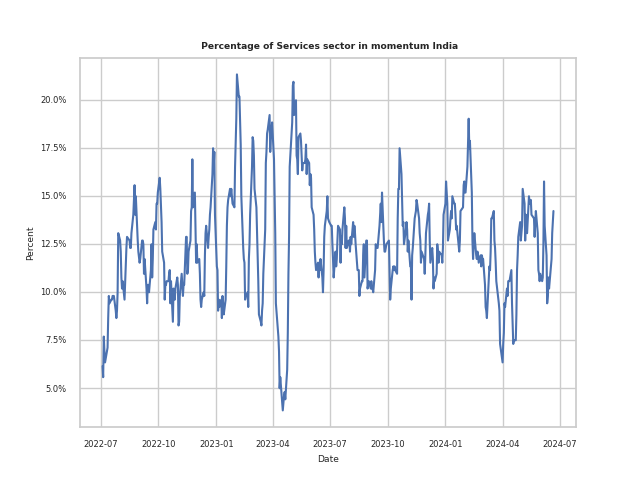 Percentage of Services sector in momentum India
20.0%
17.5%
15.0%
12.5%
10.0%
7.5%
5.0%
Percent
2022-07 2022-10 2023-01 2023-04 2023-07 2023-10 2024-01 2024-04 2024-07
Date